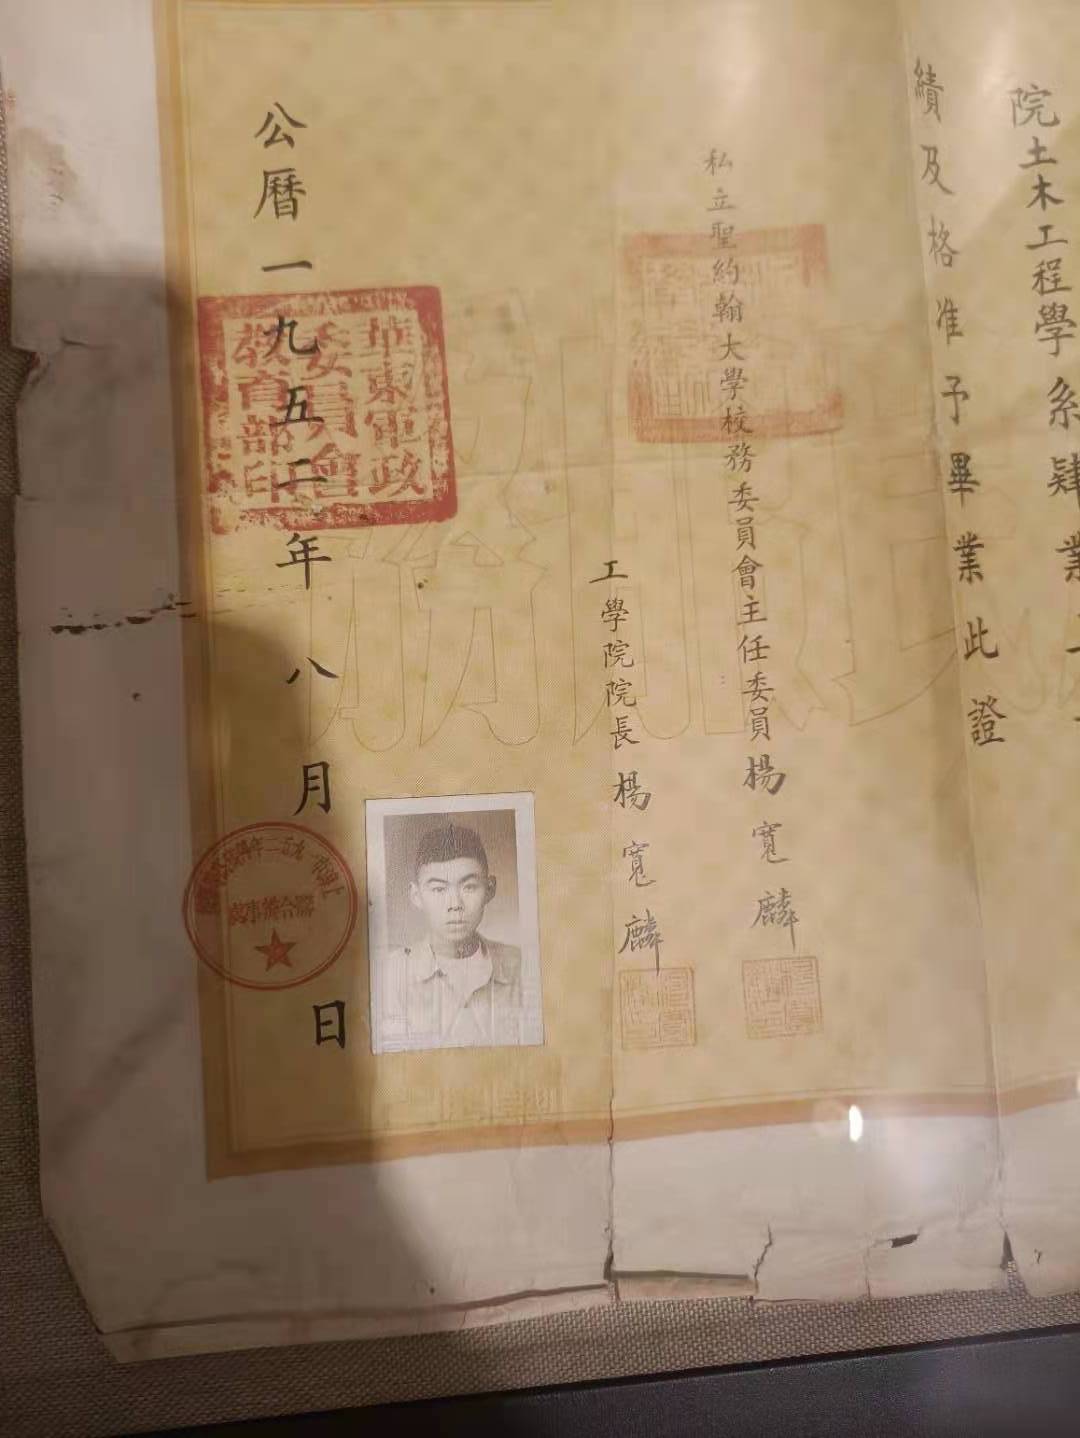 院土木工程學系肄業
績及格准予畢業此證
私立聖約翰大學校務委員會主任委員楊寬麟
工學院院長楊寬麟
公曆一九五二年八月日
華東軍政
委員會
教育部印